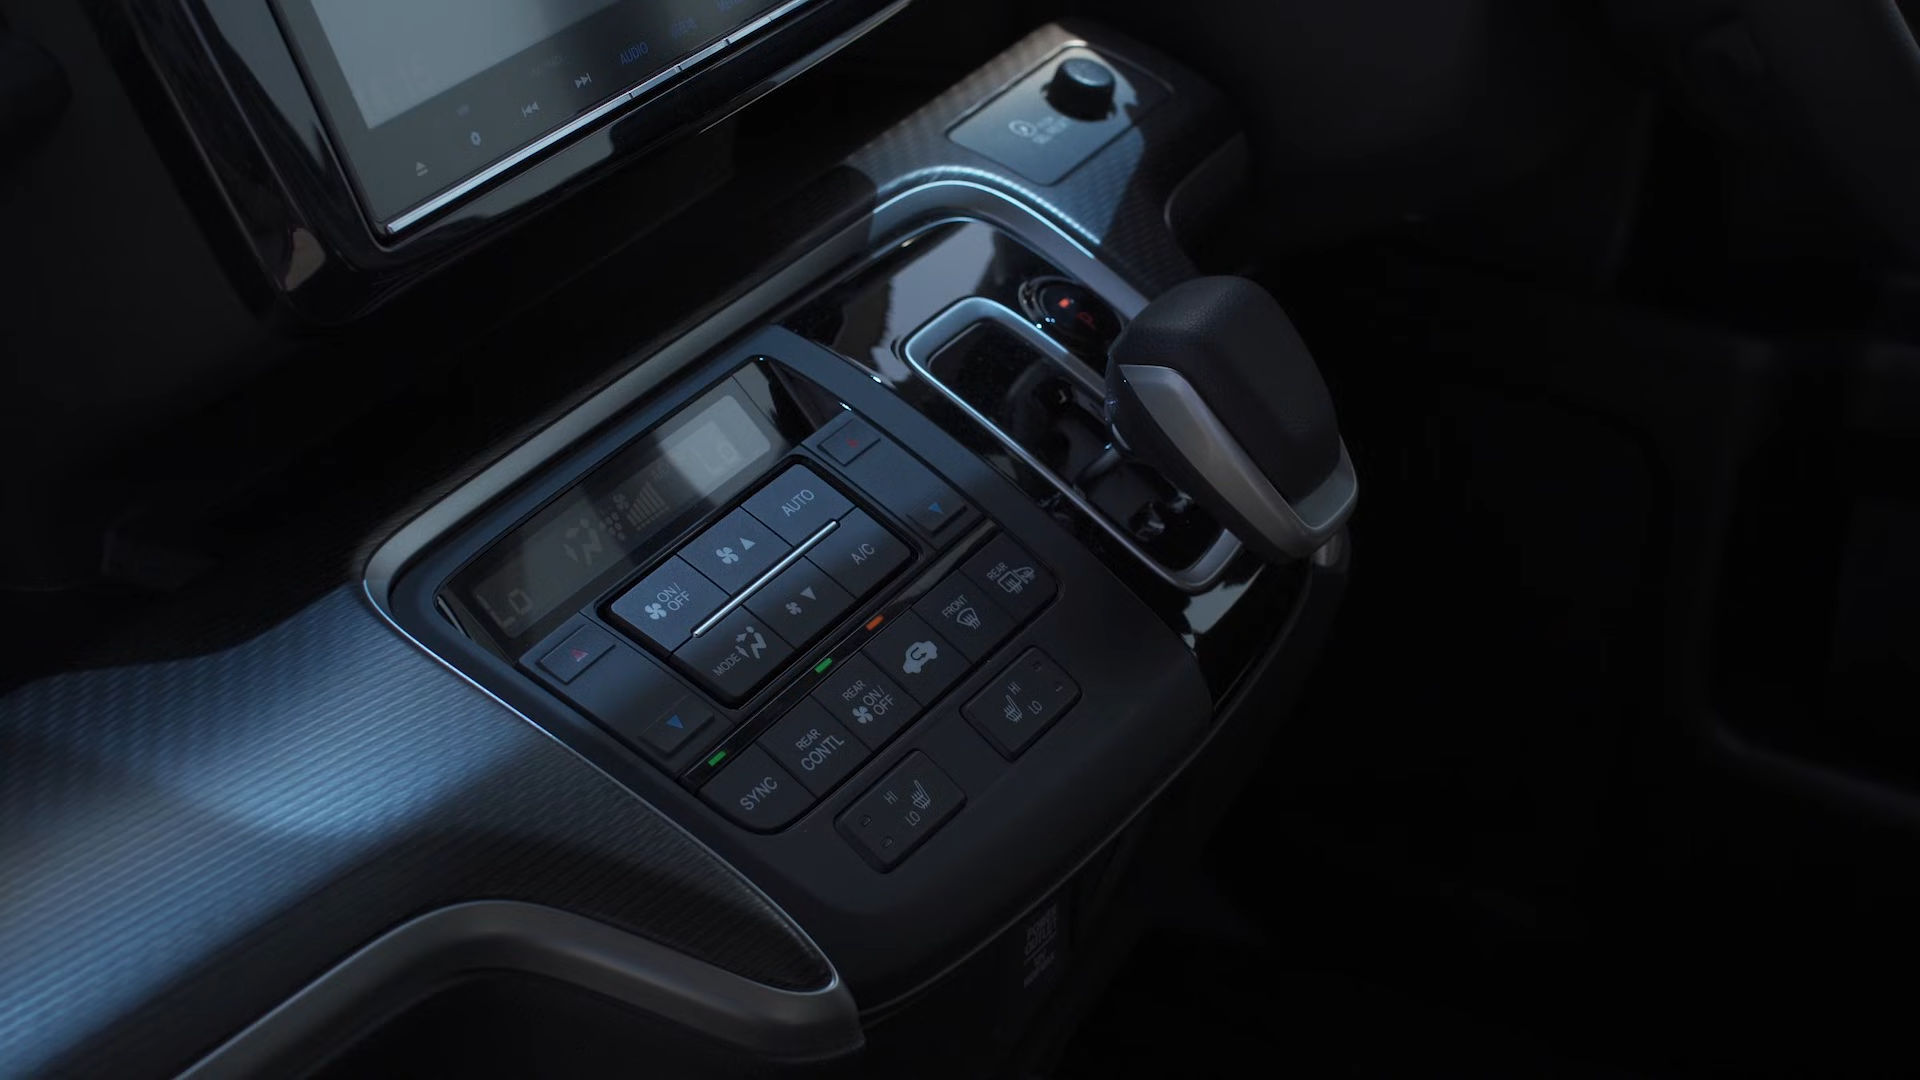 AUDIO
Lo
Lo
AUTO
A/C
ON/
OFF
MODE
REAR
FRONT
REAR
ON/
OFF
REAR
CONTL
SYNC
HI
LO
HI
LO
P